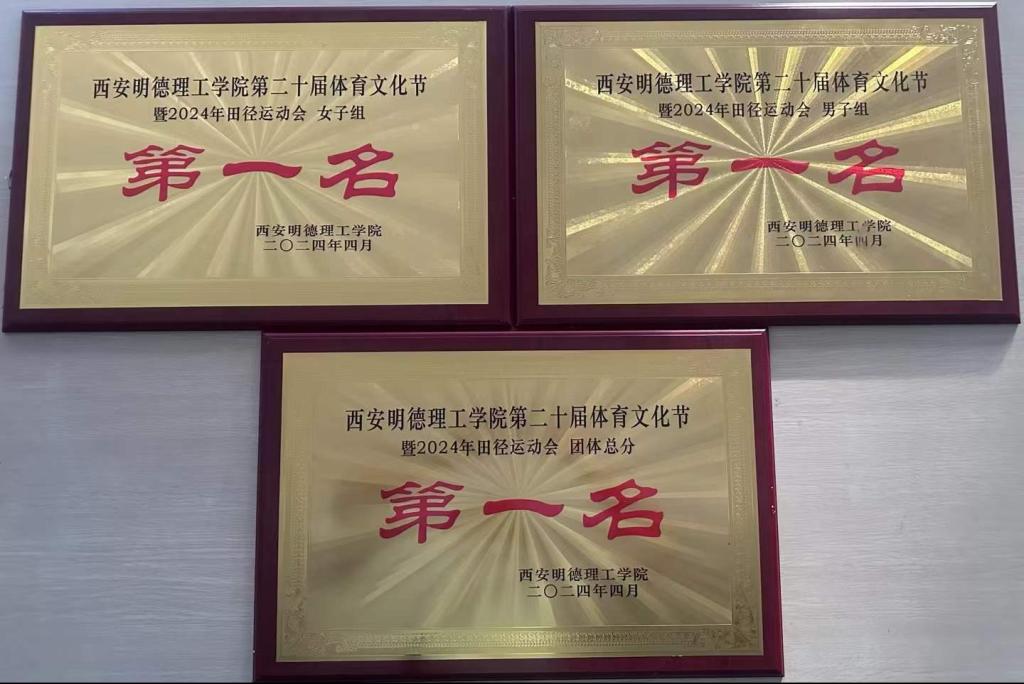 西安明德理工学院第二十届体育文化节
暨2024年田径运动会 女子组
第一名
西安明德理工学院
二〇二四年四月
西安明德理工学院第二十届体育文化节
暨2024年田径运动会 男子组
第一名
西安明德理工学院
二〇二四年四月
西安明德理工学院第二十届体育文化节
暨2024年田径运动会 团体总分
第一名
西安明德理工学院
二〇二四年四月